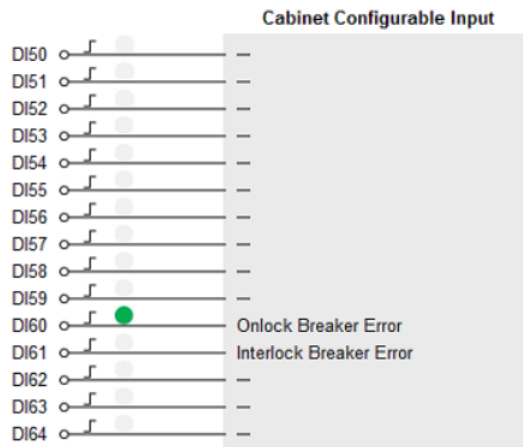 Cabinet Configurable Input
DI50 —
DI51 —
DI52 —
DI53 —
DI54 —
DI55 —
DI56 —
DI57 —
DI58 —
DI59 —
DI60 Onlock Breaker Error
DI61 Interlock Breaker Error
DI62 —
DI63 —
DI64 —